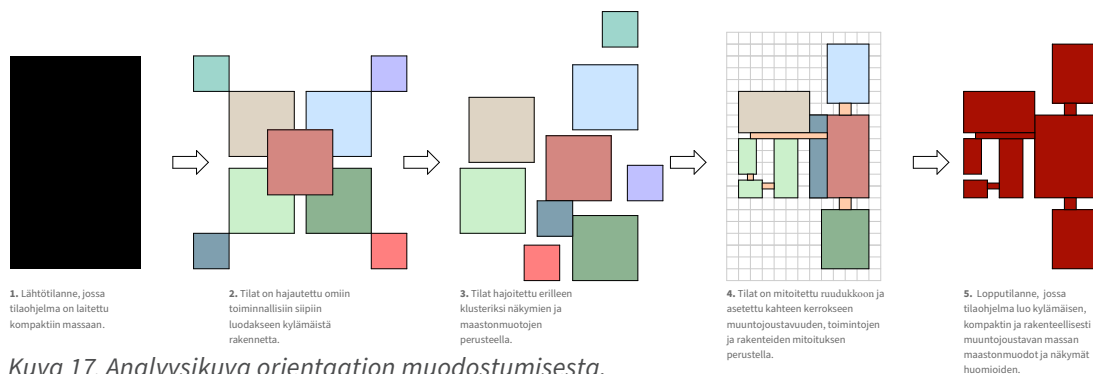 1. Lähtötilanne, jossa
tilaohjelma on laitettu
kompaktiin massaan.
2. Tilat on hajautettu omiin
toiminnallisiin siipiin
luodakseen kylämäistä
rakennetta.
3. Tilat hajoitettu erilleen
klusteriksi näkymien ja
maastonmuotojen
perusteella.
4. Tilat on mitoitettu ruudukkoon ja
asetettu kahteen kerrokseen
muuntojoustavuuden, toimintojen
ja rakenteiden mitoituksen
perustella.
5. Lopputilanne, jossa
tilaohjelma luo kylämäisen,
kompaktin ja rakenteellisesti
muuntojoustavan massan
maastonmuodot ja näkymät
huomioiden.
Kuva 17. Analyysikuva orientaation muodostumisesta.